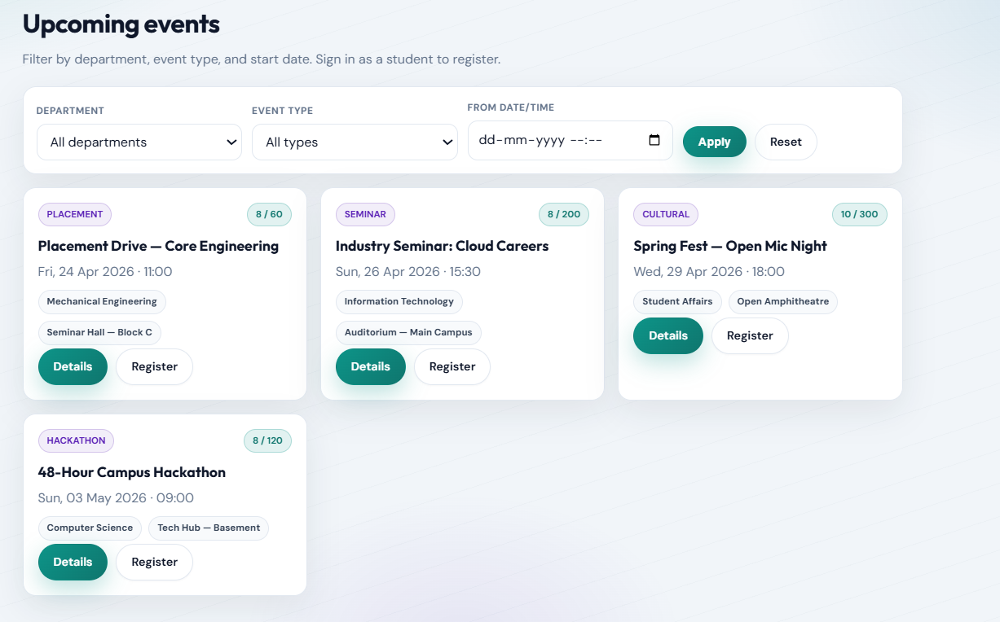 Upcoming events
Filter by department, event type, and start date. Sign in as a student to register.
DEPARTMENT
All departments
EVENT TYPE
All types
FROM DATE/TIME
dd-mm-yyyy --:--
Apply
Reset
PLACEMENT
8 / 60
Placement Drive — Core Engineering
Fri, 24 Apr 2026 · 11:00
Mechanical Engineering
Seminar Hall — Block C
Details
Register
SEMINAR
8 / 200
Industry Seminar: Cloud Careers
Sun, 26 Apr 2026 · 15:30
Information Technology
Auditorium — Main Campus
Details
Register
CULTURAL
10 / 300
Spring Fest — Open Mic Night
Wed, 29 Apr 2026 · 18:00
Student Affairs
Open Amphitheatre
Details
Register
HACKATHON
8 / 120
48-Hour Campus Hackathon
Sun, 03 May 2026 · 09:00
Computer Science
Tech Hub — Basement
Details
Register